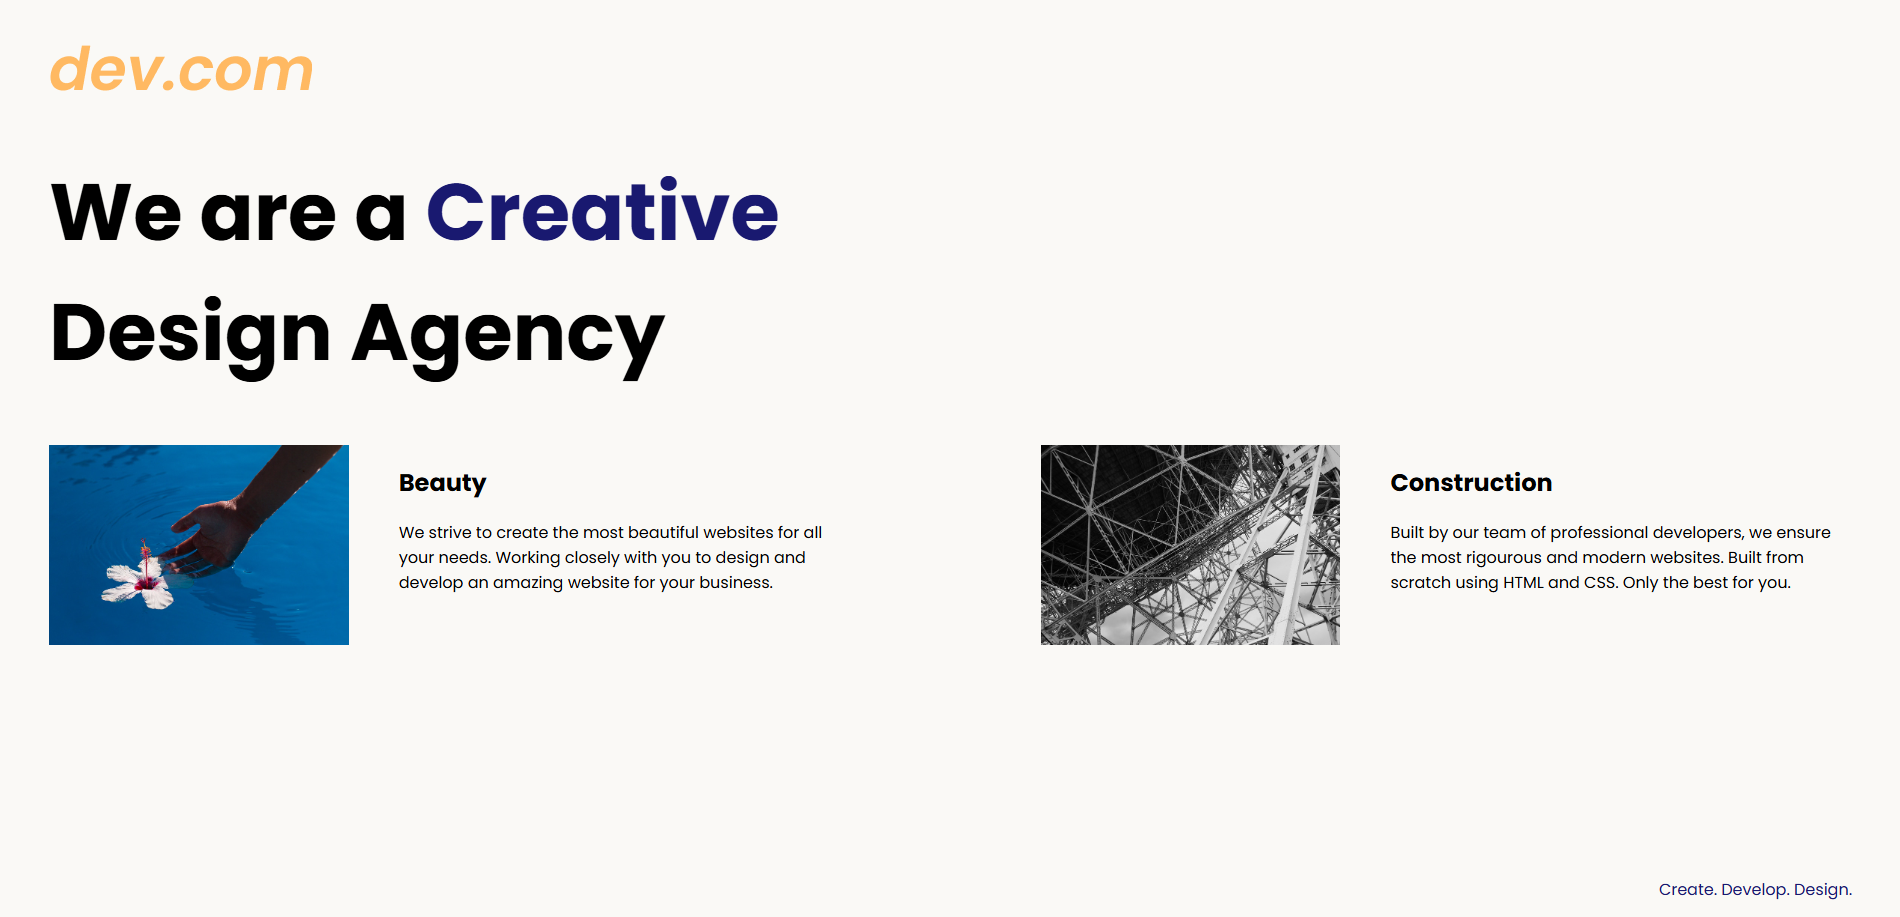 dev.com
We are a Creative
Design Agency
Beauty
We strive to create the most beautiful websites for all
your needs. Working closely with you to design and
develop an amazing website for your business.
Construction
Built by our team of professional developers, we ensure
the most rigourous and modern websites. Built from
scratch using HTML and CSS. Only the best for you.
Create. Develop. Design.